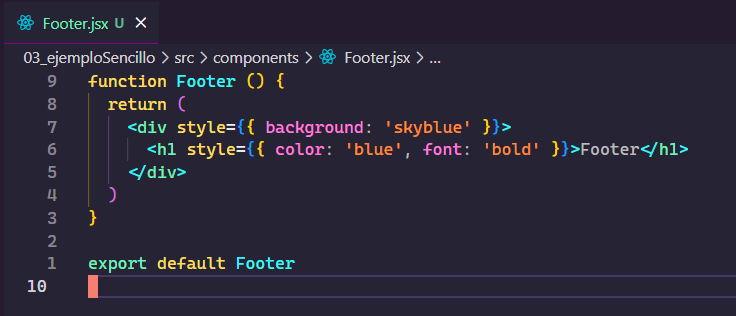 Footer.jsx U ×
03_ejemploSencillo > src > components > Footer.jsx > ...
9 function Footer () {
8   return (
7     <div style={{ background: 'skyblue' }}>
6       <h1 style={{ color: 'blue', font: 'bold' }}>Footer</h1>
5     </div>
4   )
3 }
2
1 export default Footer
10